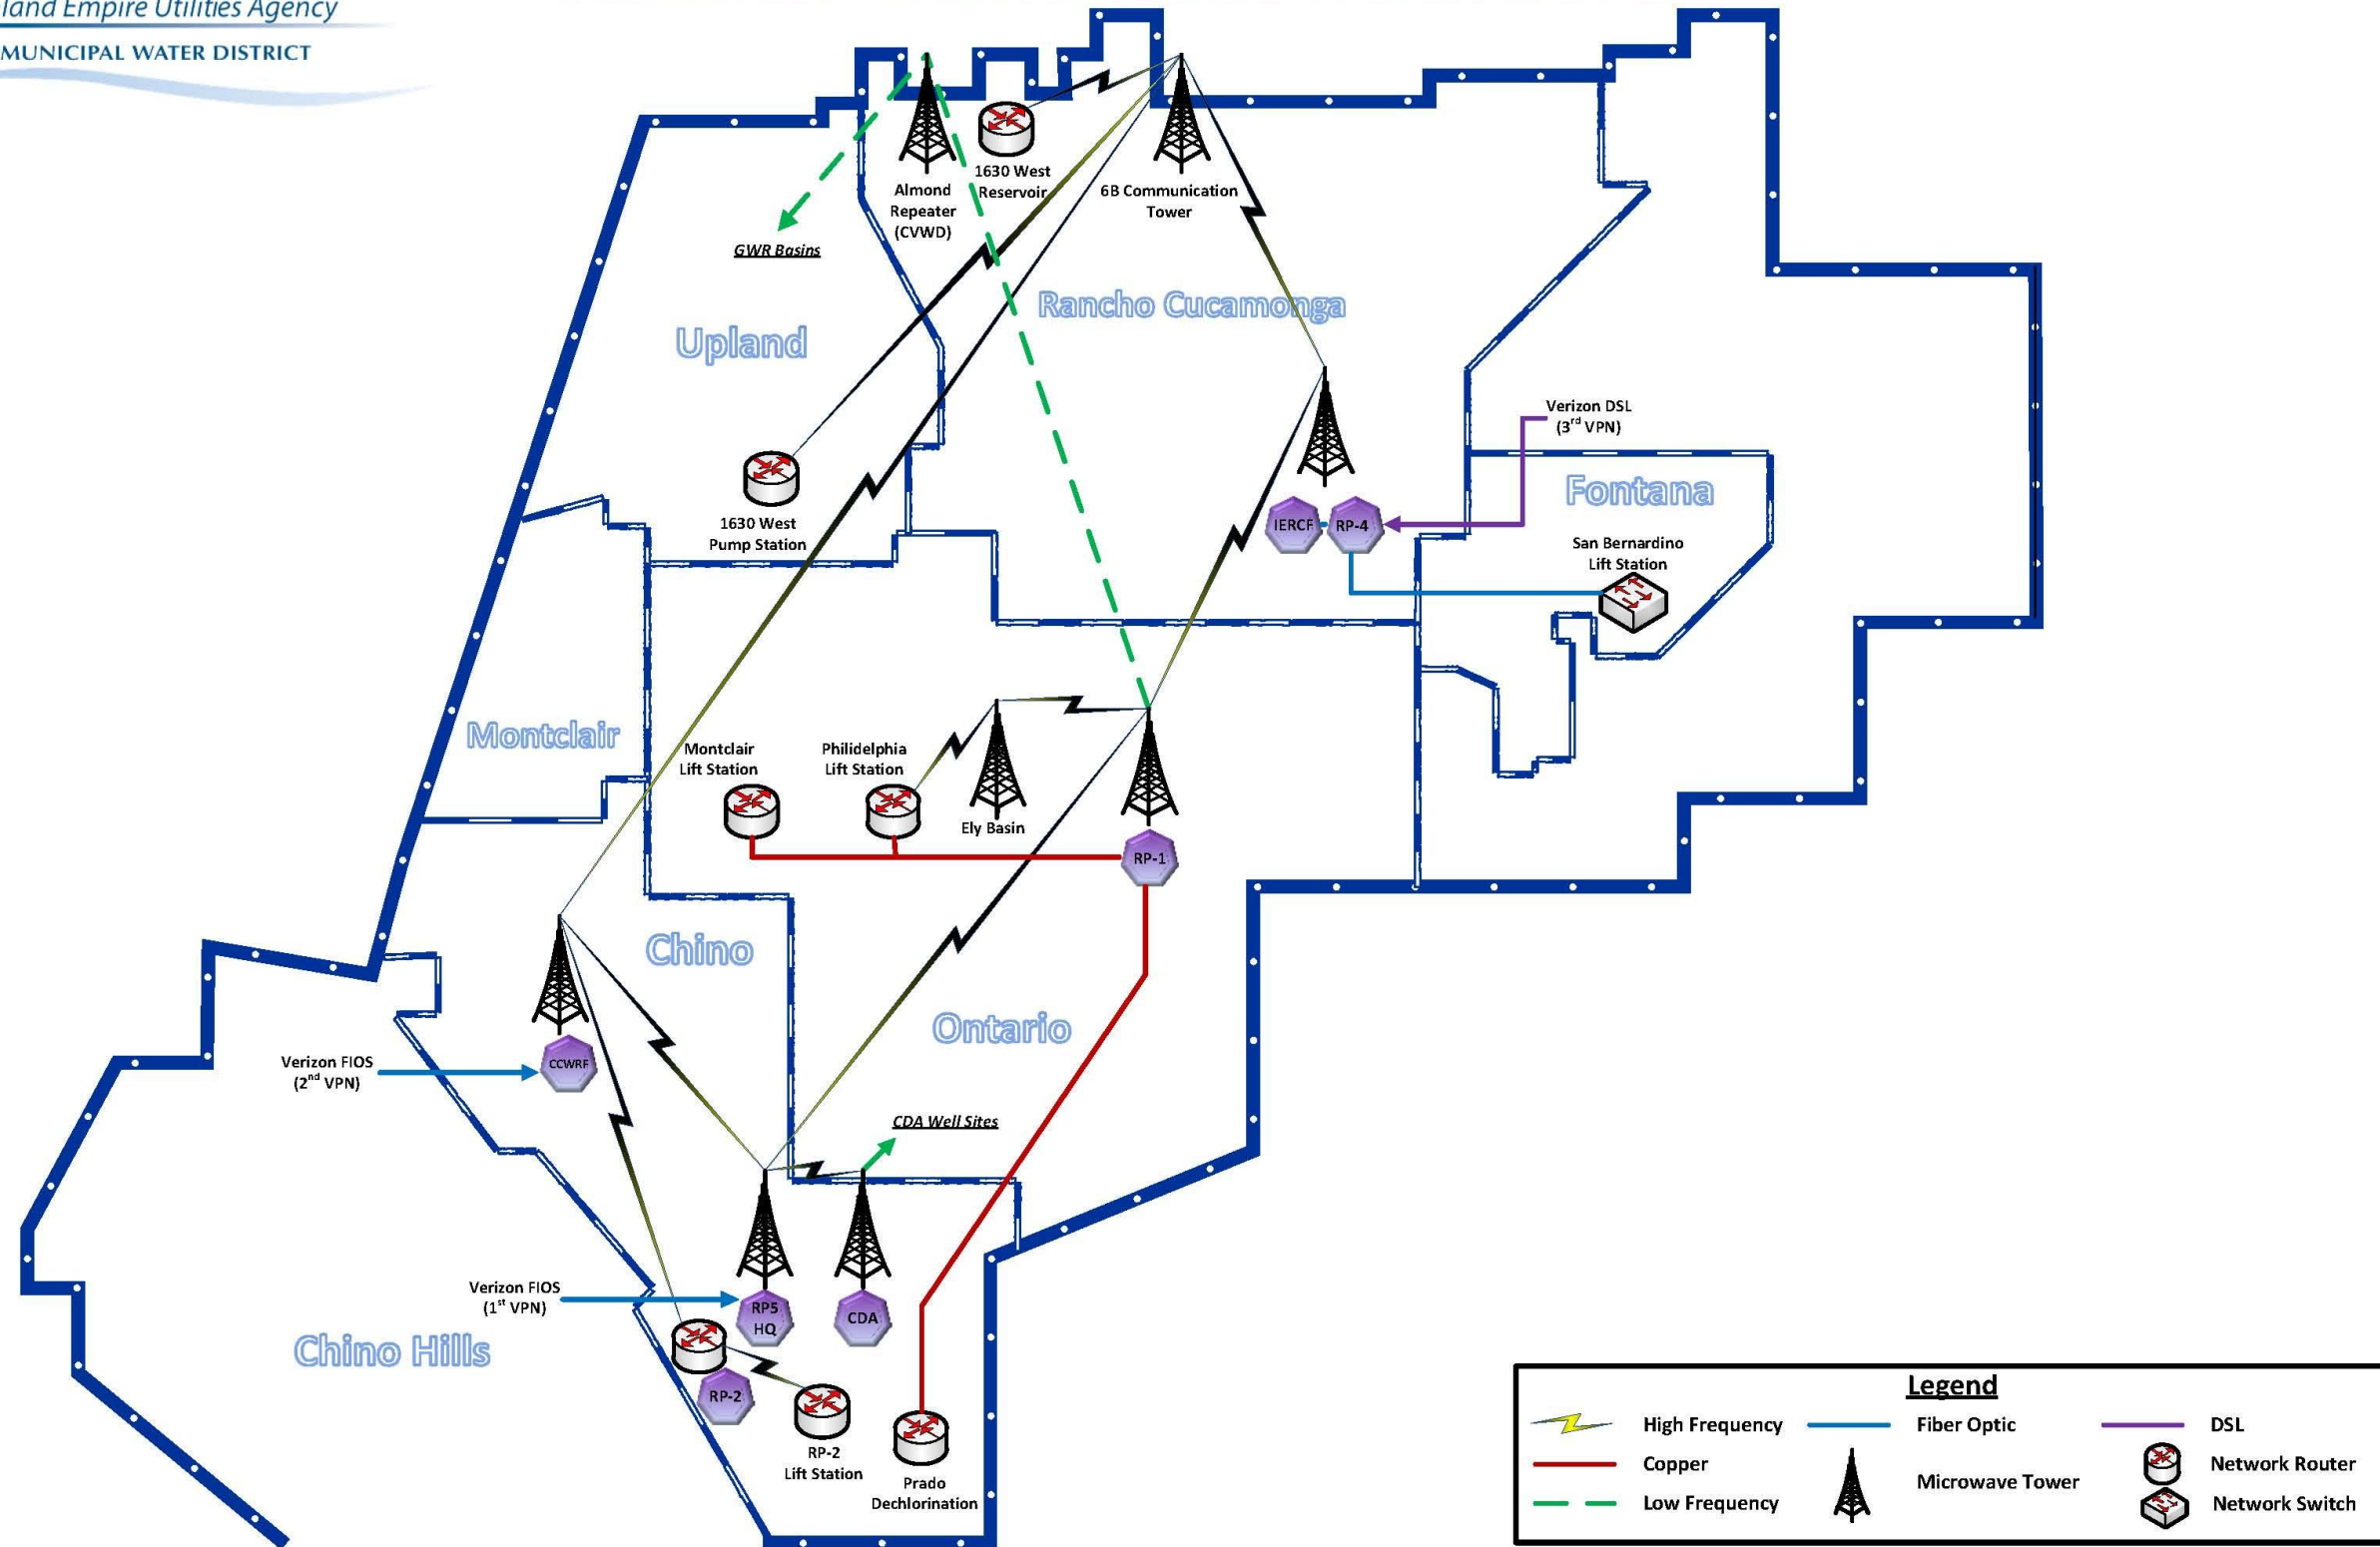 land Empire Utilities Agency
MUNICIPAL WATER DISTRICT
Almond
Repeater
(CVWD)
1630 West
Reservoir
6B Communication
Tower
GWR Basins
Rancho Cucamonga
Upland
Verizon DSL
(3rd VPN)
Fontana
1630 West
Pump Station
IERCF
RP-4
San Bernardino
Lift Station
Montclair
Montclair
Lift Station
Philidelphia
Lift Station
Ely Basin
RP-1
Chino
Ontario
Verizon FIOS
(2nd VPN)
CCWRF
CDA Well Sites
Verizon FIOS
(1st VPN)
RP5
HQ
CDA
Chino Hills
RP-2
RP-2
Lift Station
Prado
Dechlorination
Legend
High Frequency
Fiber Optic
DSL
Copper
Microwave Tower
Network Router
Low Frequency
Network Switch